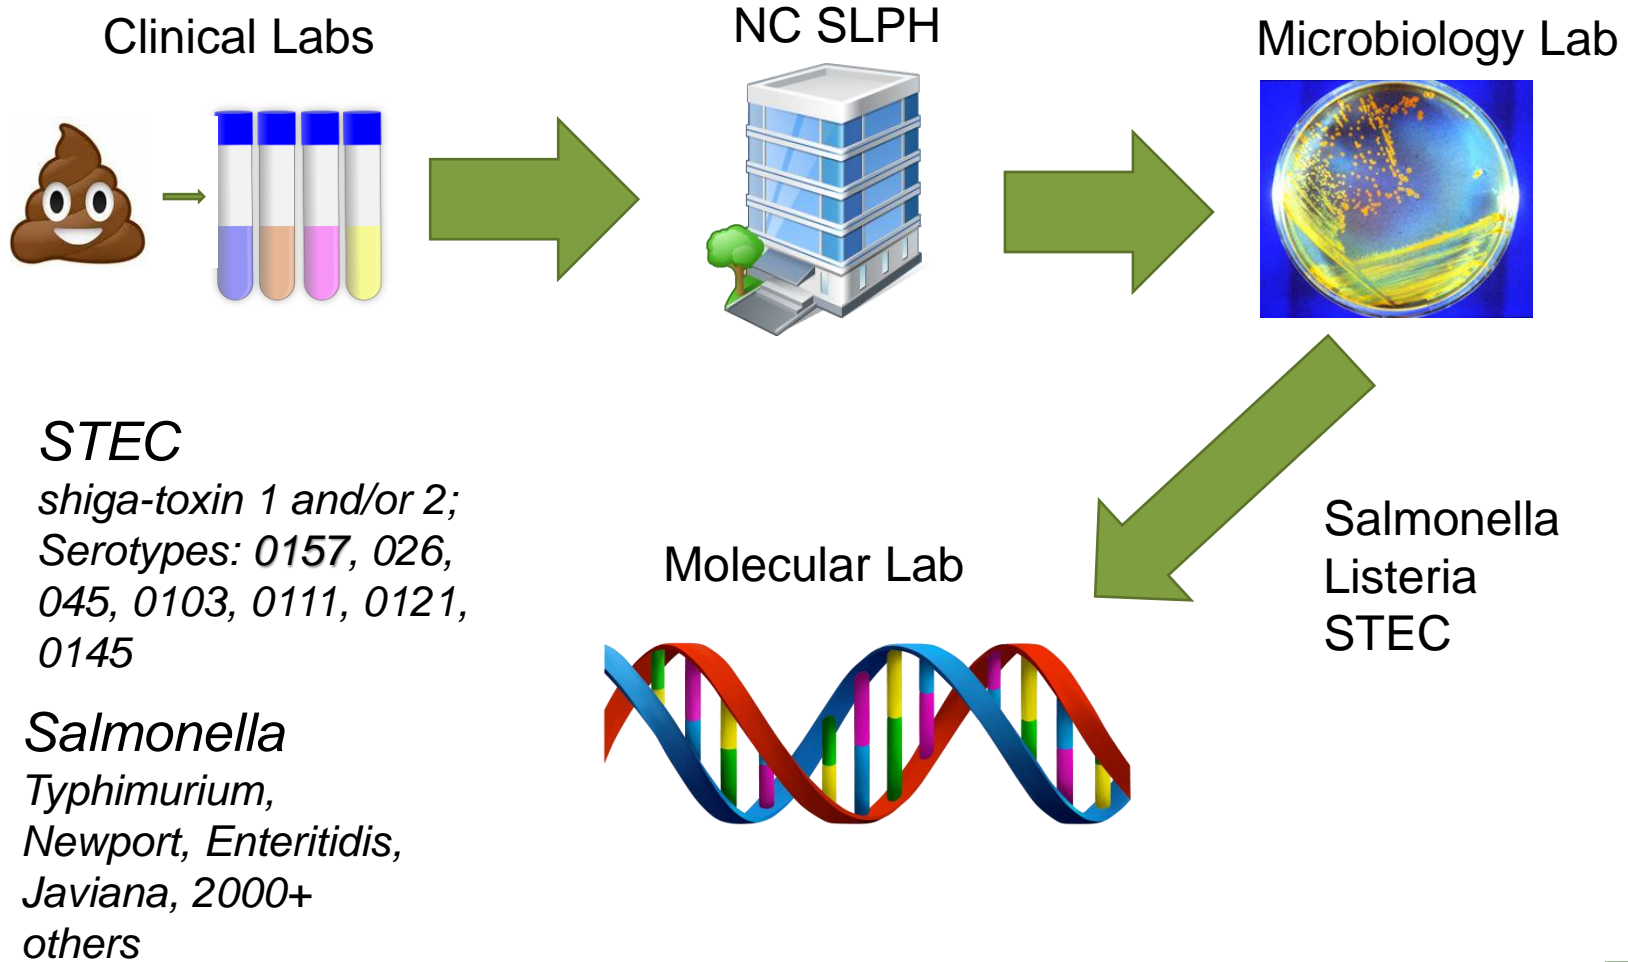 Clinical Labs
NC SLPH
Microbiology Lab
STEC
shiga-toxin 1 and/or 2;
Serotypes: 0157, 026,
045, 0103, 0111, 0121,
0145
Salmonella
Typhimurium,
Newport, Enteritidis,
Javiana, 2000+
others
Molecular Lab
Salmonella
Listeria
STEC